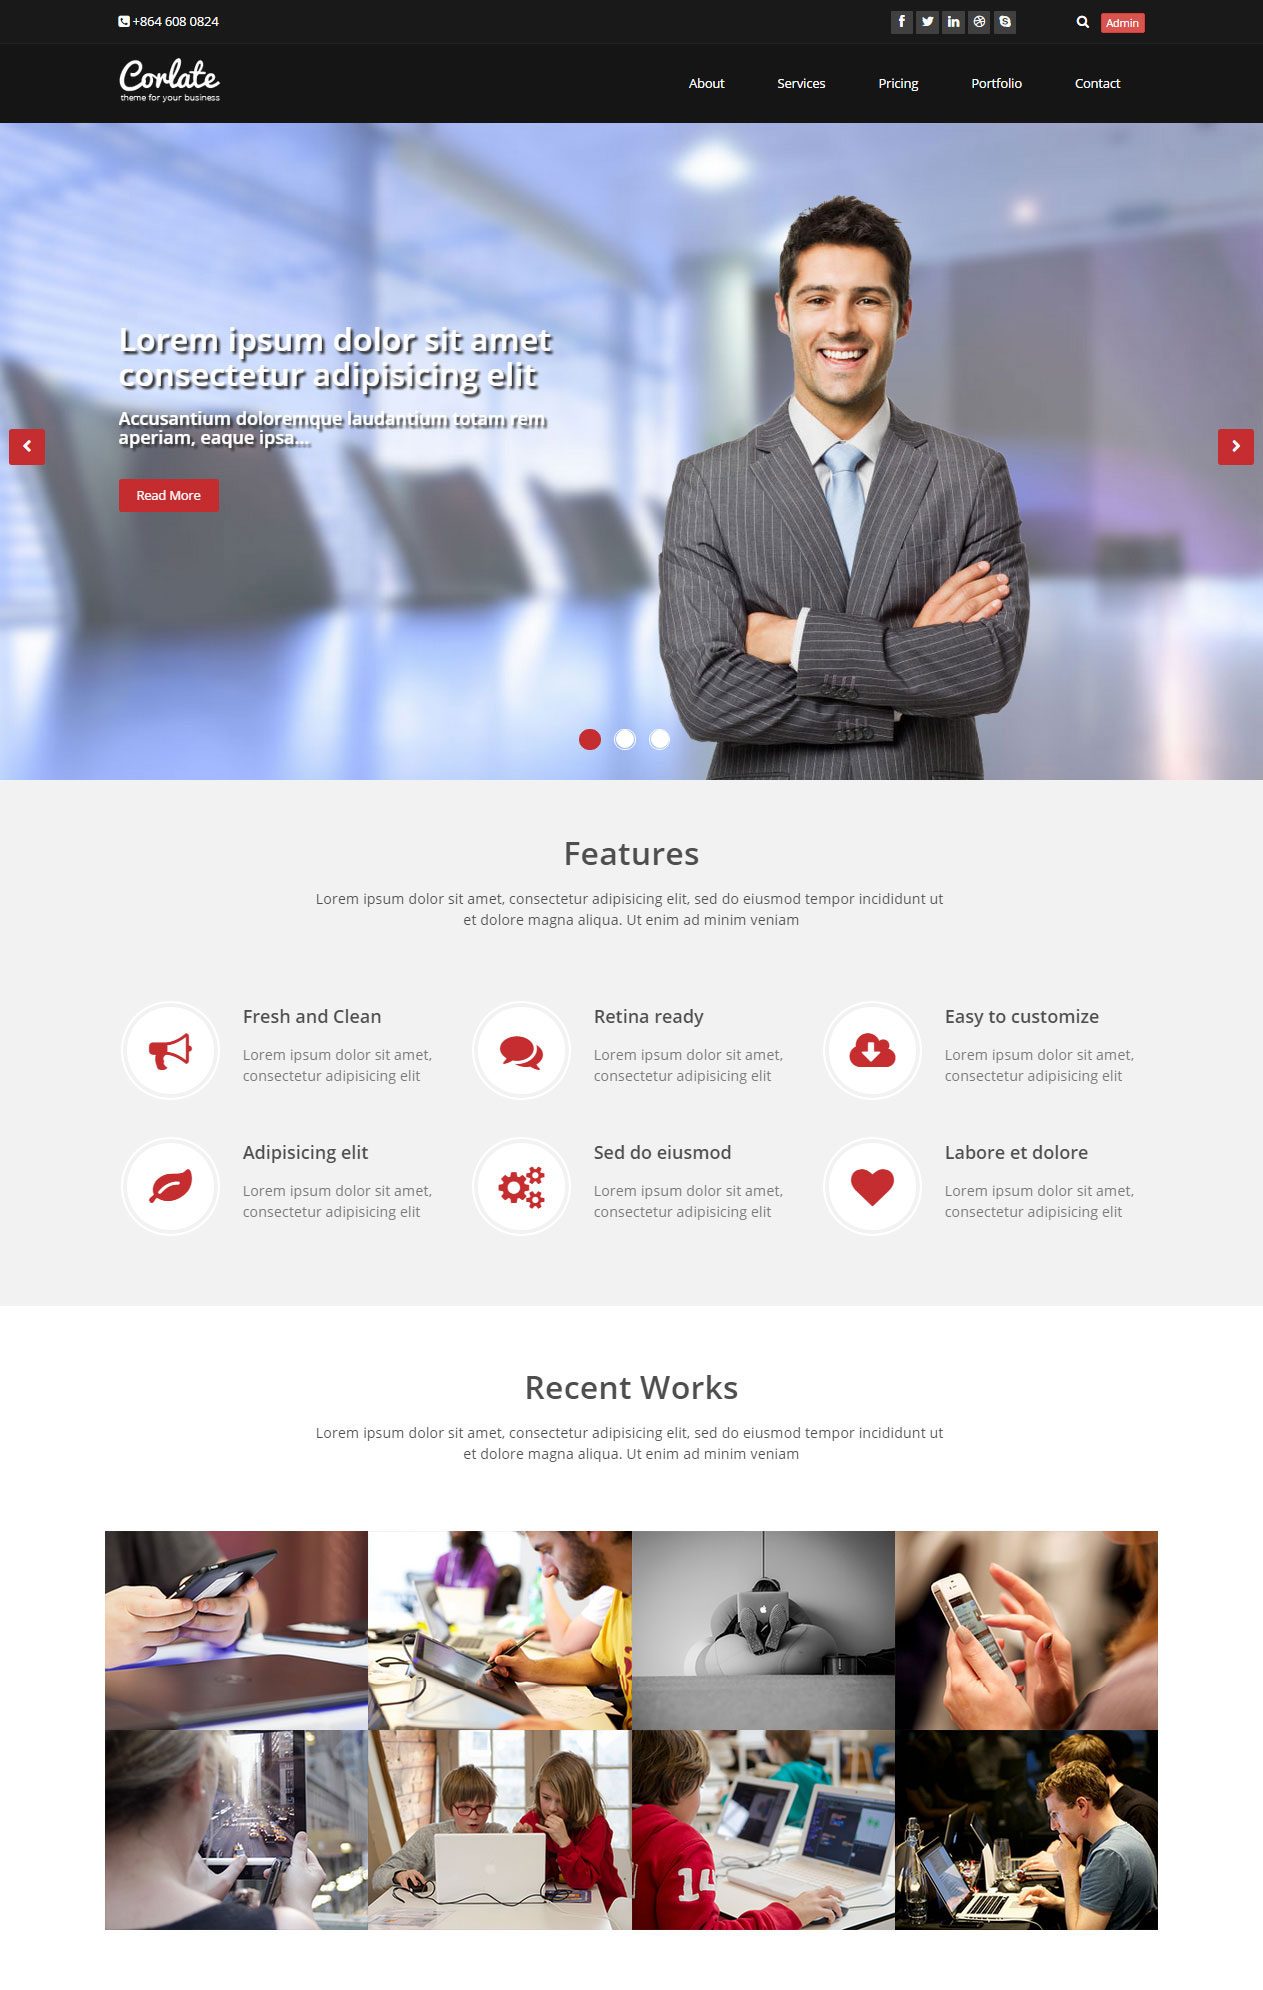 +864 608 0824
Admin
Corlate
theme for your business
About Services Pricing Portfolio Contact
Lorem ipsum dolor sit amet
consectetur adipisicing elit
Accusantium doloremque laudantium totam rem
aperiam, eaque ipsa...
Read More
Features
Lorem ipsum dolor sit amet, consectetur adipisicing elit, sed do eiusmod tempor incididunt ut
et dolore magna aliqua. Ut enim ad minim veniam
Fresh and Clean
Lorem ipsum dolor sit amet,
consectetur adipisicing elit
Retina ready
Lorem ipsum dolor sit amet,
consectetur adipisicing elit
Easy to customize
Lorem ipsum dolor sit amet,
consectetur adipisicing elit
Adipisicing elit
Lorem ipsum dolor sit amet,
consectetur adipisicing elit
Sed do eiusmod
Lorem ipsum dolor sit amet,
consectetur adipisicing elit
Labore et dolore
Lorem ipsum dolor sit amet,
consectetur adipisicing elit
Recent Works
Lorem ipsum dolor sit amet, consectetur adipisicing elit, sed do eiusmod tempor incididunt ut
et dolore magna aliqua. Ut enim ad minim veniam
14